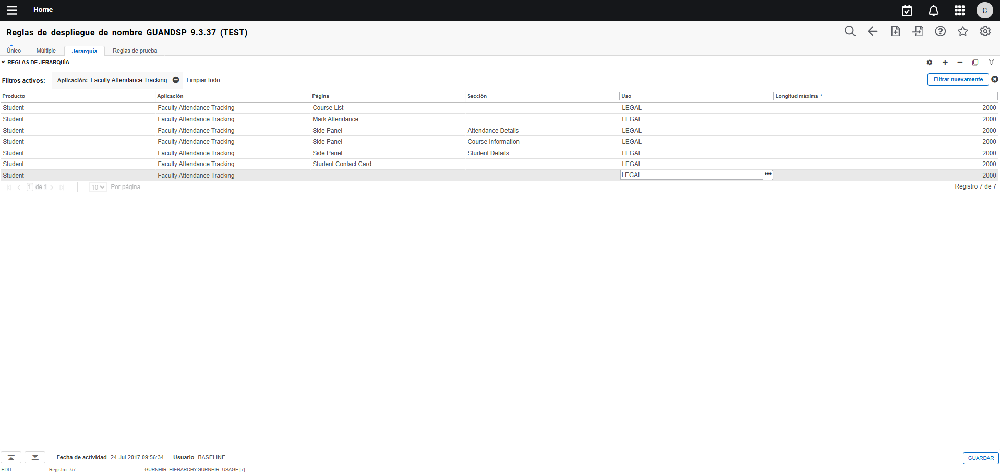 Home
C
Reglas de despliegue de nombre GUANDSP 9.3.37 (TEST)
Único Múltiple Jerarquía Reglas de prueba
REGLAS DE JERARQUÍA
Filtros activos: Aplicación: Faculty Attendance Tracking Limpiar todo Filtrar nuevamente
Producto Aplicación Página Sección Uso Longitud máxima *
Student Faculty Attendance Tracking Course List LEGAL 2000
Student Faculty Attendance Tracking Mark Attendance LEGAL 2000
Student Faculty Attendance Tracking Side Panel Attendance Details LEGAL 2000
Student Faculty Attendance Tracking Side Panel Course Information LEGAL 2000
Student Faculty Attendance Tracking Side Panel Student Details LEGAL 2000
Student Faculty Attendance Tracking Student Contact Card LEGAL 2000
Student Faculty Attendance Tracking LEGAL ••• 2000
1 de 1 10 Por página Registro 7 de 7
Fecha de actividad 24-Jul-2017 09:56:34 Usuario BASELINE GUARDAR
EDIT Registro: 7/7 GURNHIR_HIERARCHY.GURNHIR_USAGE [7]